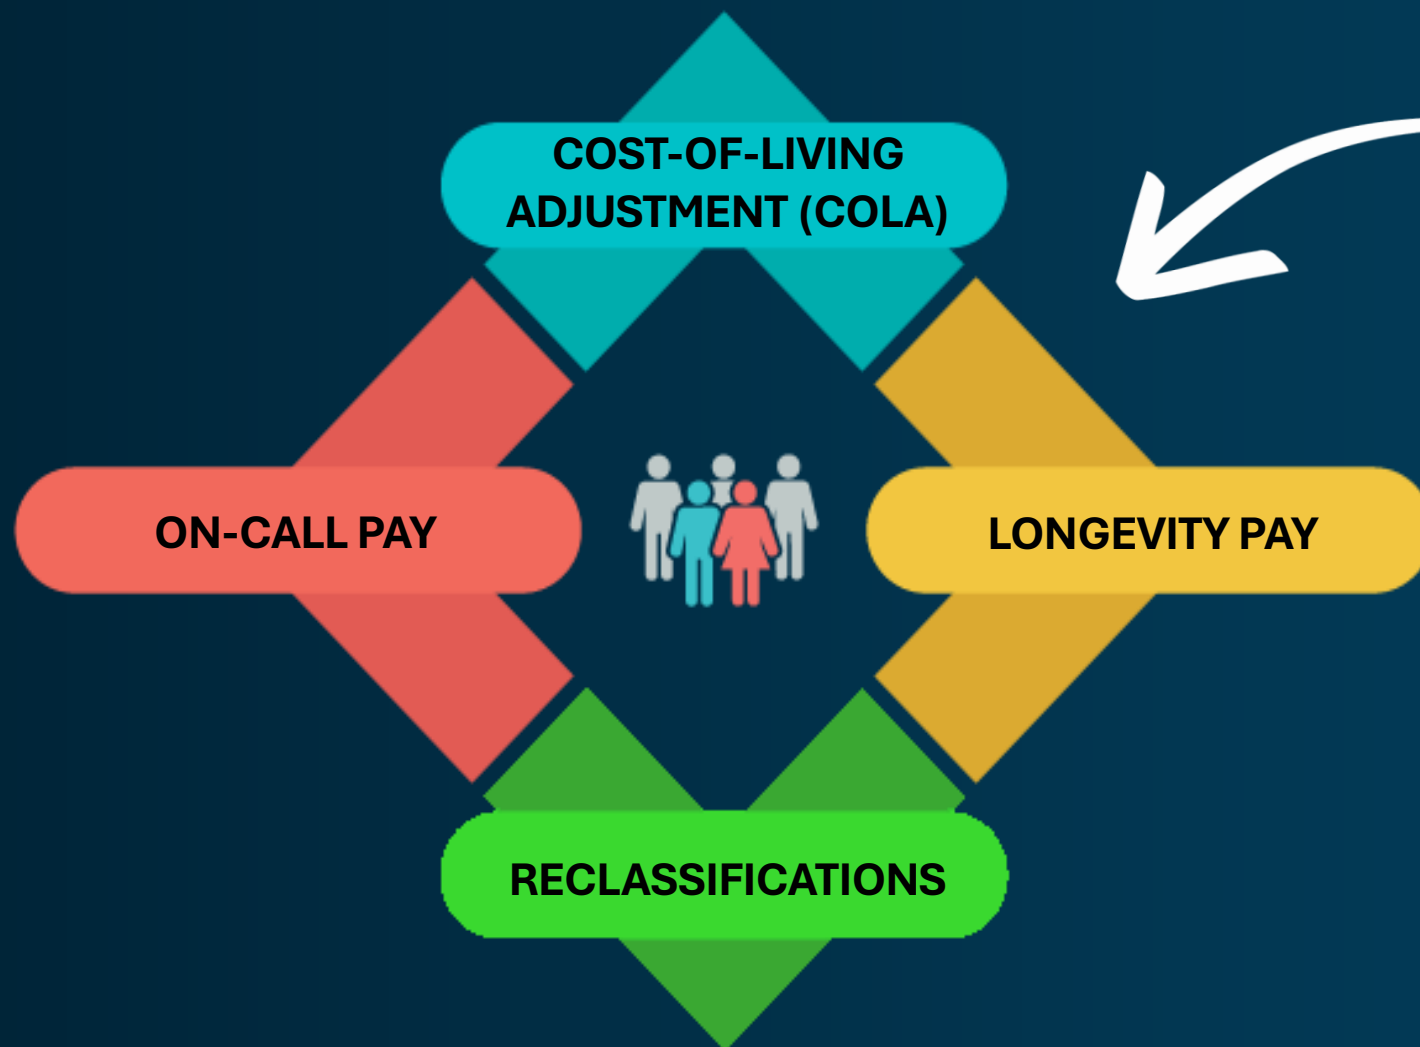 COST-OF-LIVING
ADJUSTMENT (COLA)
ON-CALL PAY
LONGEVITY PAY
RECLASSIFICATIONS